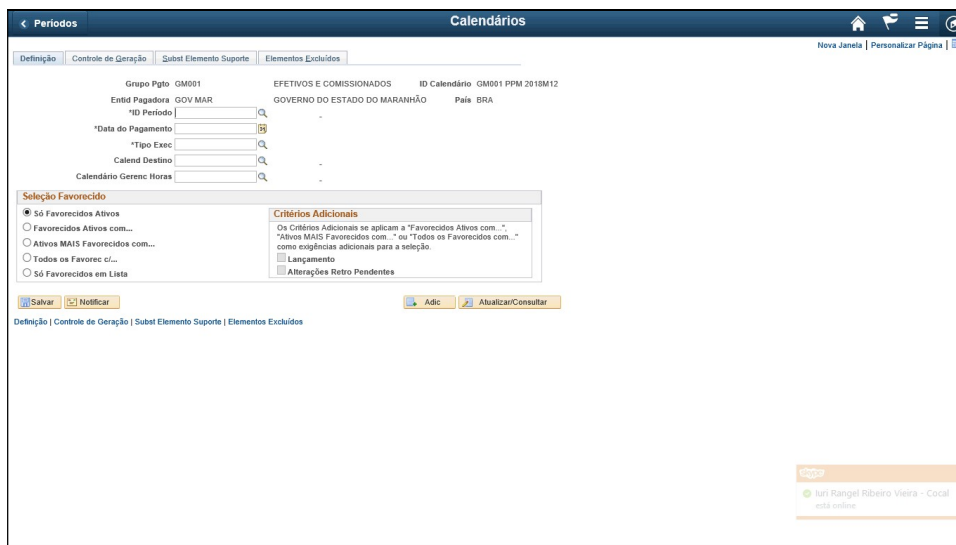 Períodos
Calendários
Nova Janela | Personalizar Página |
Definição
Controle de Geração
Subst Elemento Suporte
Elementos Excluídos
Grupo Pgto GM001 EFETIVOS E COMISSIONADOS ID Calendário GM001 PPM 2018M12
Entid Pagadora GOV MAR GOVERNO DO ESTADO DO MARANHÃO País BRA
*ID Período
*Data do Pagamento
*Tipo Exec
Calend Destino
Calendário Gerenc Horas
Seleção Favorecido
Só Favorecidos Ativos
Favorecidos Ativos com...
Ativos MAIS Favorecidos com...
Todos os Favorec c/...
Só Favorecidos em Lista
Critérios Adicionais
Os Critérios Adicionais se aplicam a "Favorecidos Ativos com...",
"Ativos MAIS Favorecidos com..." ou "Todos os Favorecidos com..."
como exigências adicionais para a seleção.
Lançamento
Alterações Retro Pendentes
Salvar
Notificar
Adic
Atualizar/Consultar
Definição | Controle de Geração | Subst Elemento Suporte | Elementos Excluídos
Iuri Rangel Ribeiro Vieira - Cocal
está online